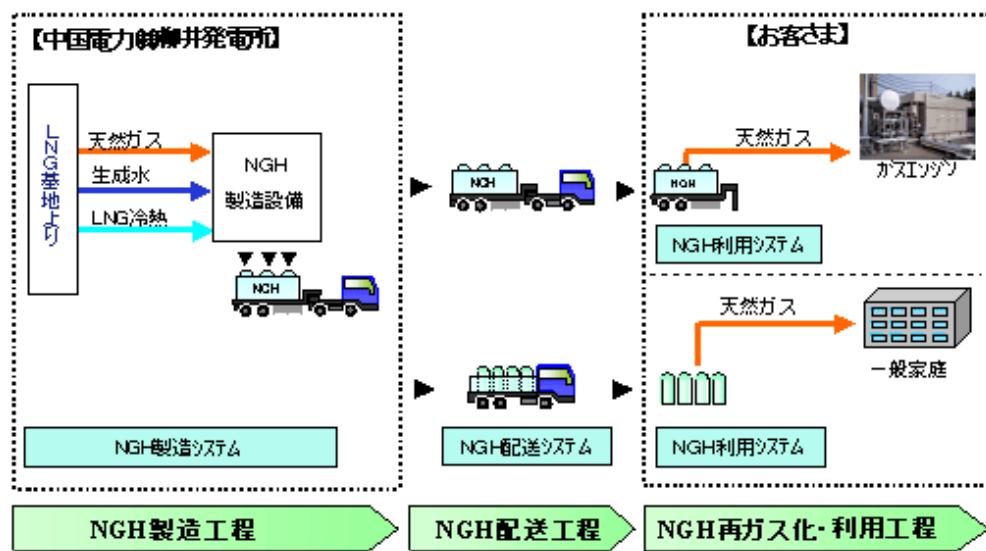 【中国電力㈱柳井発電所】
LNG基地より
天然ガス
生成水
LNG冷熱
NGH
製造設備
NGH
NGH製造システム
NGH
NGH配送システム
【お客さま】
NGH
天然ガス
ガスエンジン
NGH利用システム
天然ガス
一般家庭
NGH利用システム
NGH製造工程
NGH配送工程
NGH再ガス化・利用工程